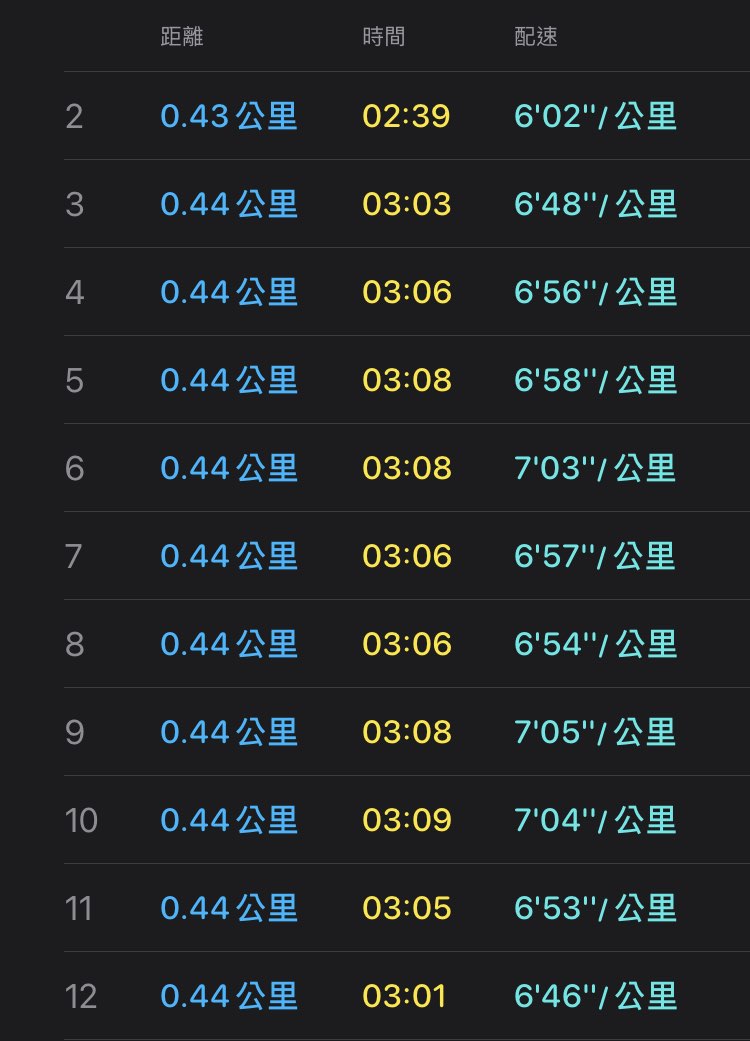 距離 時間 配速
2 0.43 公里 02:39 6'02''/ 公里
3 0.44 公里 03:03 6'48''/ 公里
4 0.44 公里 03:06 6'56''/ 公里
5 0.44 公里 03:08 6'58''/ 公里
6 0.44 公里 03:08 7'03''/ 公里
7 0.44 公里 03:06 6'57''/ 公里
8 0.44 公里 03:06 6'54''/ 公里
9 0.44 公里 03:08 7'05''/ 公里
10 0.44 公里 03:09 7'04''/ 公里
11 0.44 公里 03:05 6'53''/ 公里
12 0.44 公里 03:01 6'46''/ 公里